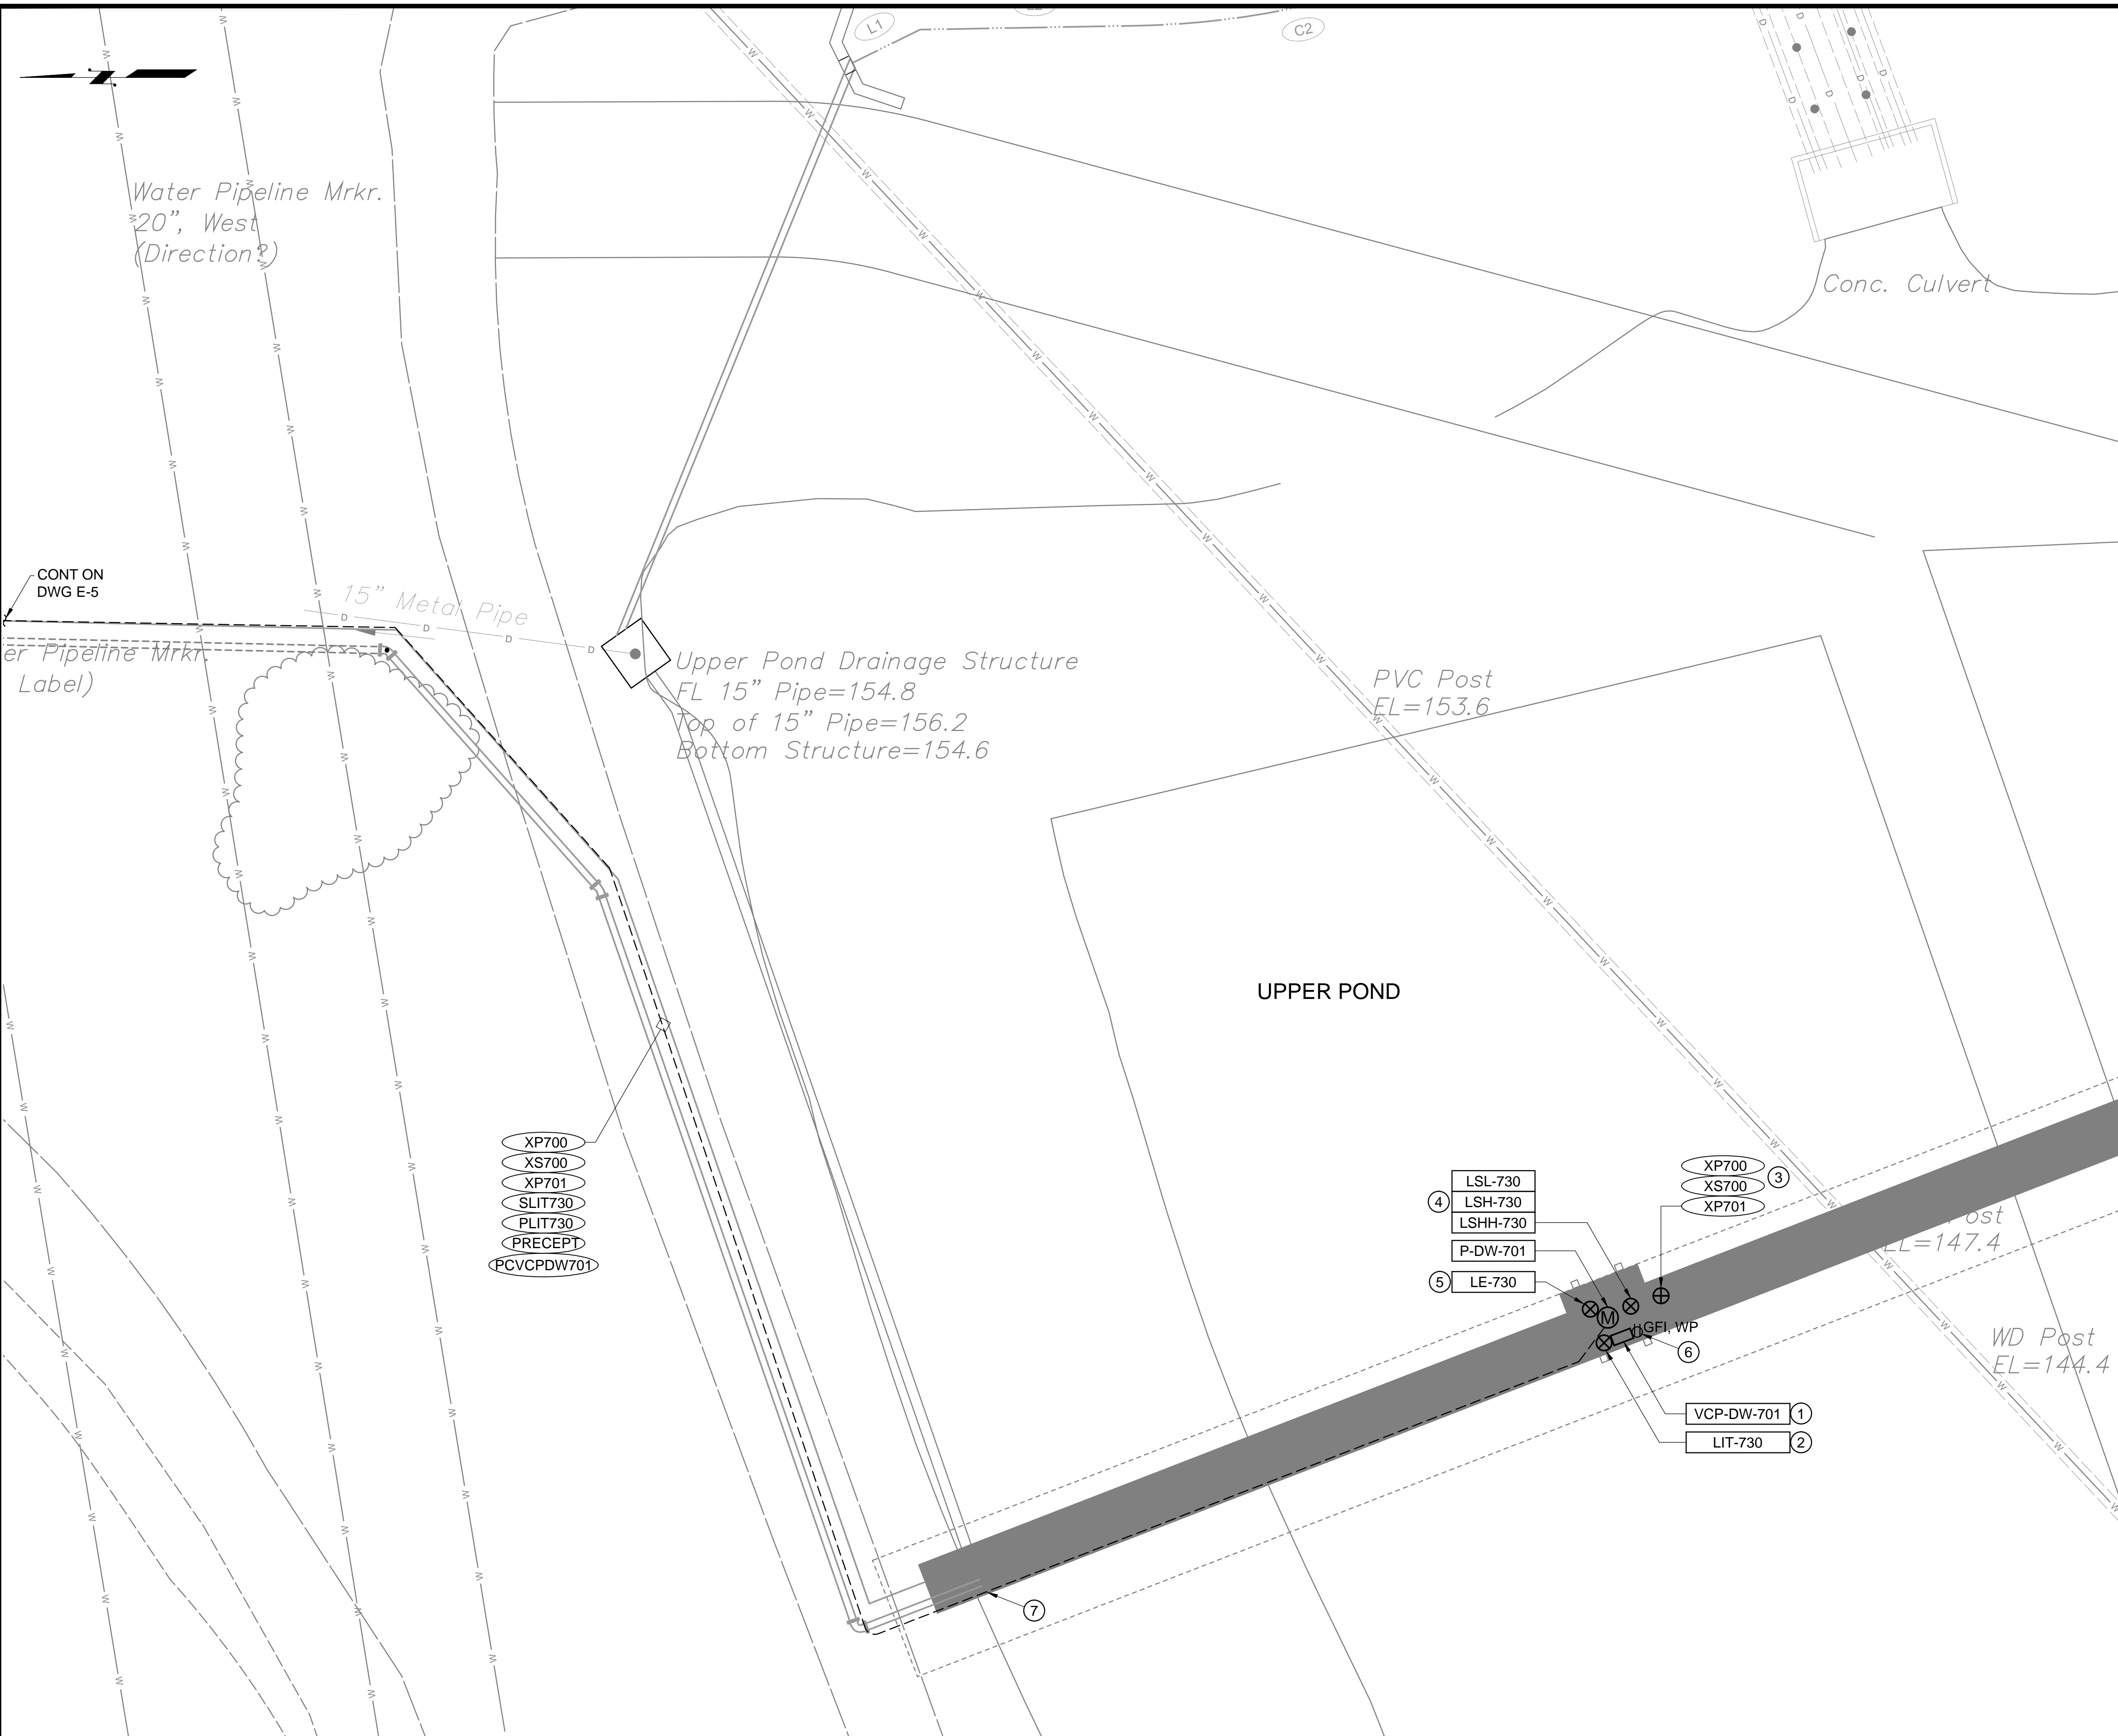 L1
C2
Water Pipeline Mrkr.
20", West
(Direction?)
Conc. Culvert
CONT ON
DWG E-5
15" Metal Pipe
er Pipeline Mrkr.
Label)
Upper Pond Drainage Structure
FL 15" Pipe=154.8
Top of 15" Pipe=156.2
Bottom Structure=154.6
PVC Post
EL=153.6
UPPER POND
XP700
XS700
XP701
SLIT730
PLIT730
PRECEPT
PCVCPDW701
4
LSL-730
LSH-730
LSHH-730
P-DW-701
5
LE-730
XP700
XS700
XP701
3
ost
EL=147.4
M
GFI, WP
6
WD Post
EL=144.4
VCP-DW-701
1
LIT-730
2
7